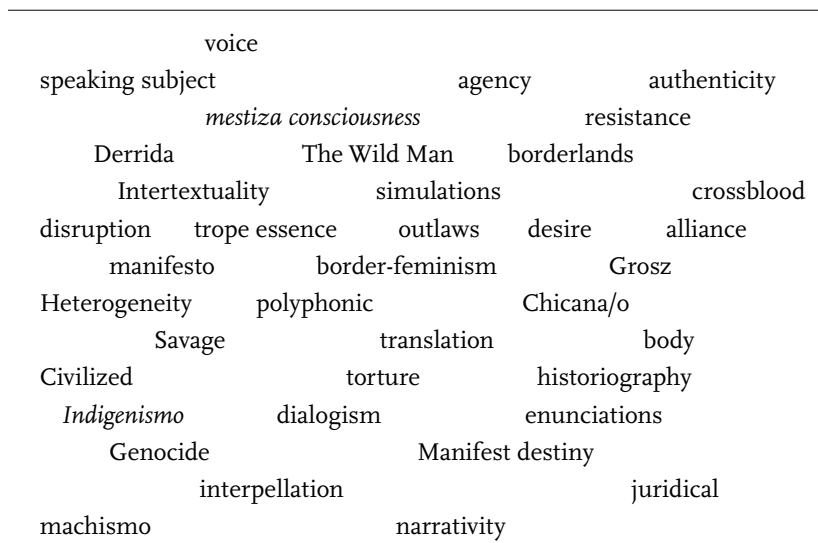 voice
speaking subject agency authenticity
mestiza consciousness resistance
Derrida The Wild Man borderlands
Intertextuality simulations crossblood
disruption trope essence outlaws desire alliance
manifesto border-feminism Grosz
Heterogeneity polyphonic Chicana/o
Savage translation body
Civilized torture historiography
Indigenismo dialogism enunciations
Genocide Manifest destiny
interpellation juridical
machismo narrativity